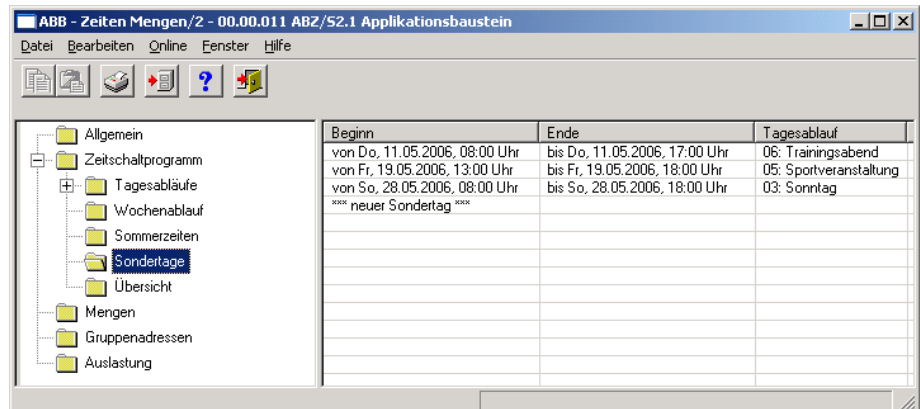 ABB - Zeiten Mengen/2 - 00.00.011 ABZ/S2.1 Applikationsbaustein
Datei Bearbeiten Online Fenster Hilfe
Allgemein
Zeitschaltprogramm
Tagesabläufe
Wochenablauf
Sommerzeiten
Sondertage
Übersicht
Mengen
Gruppenadressen
Auslastung
Beginn Ende Tagesablauf
von Do, 11.05.2006, 08:00 Uhr bis Do, 11.05.2006, 17:00 Uhr 06: Trainingsabend
von Fr, 19.05.2006, 13:00 Uhr bis Fr, 19.05.2006, 18:00 Uhr 05: Sportveranstaltung
von So, 28.05.2006, 08:00 Uhr bis So, 28.05.2006, 18:00 Uhr 03: Sonntag
*** neuer Sondertag ***